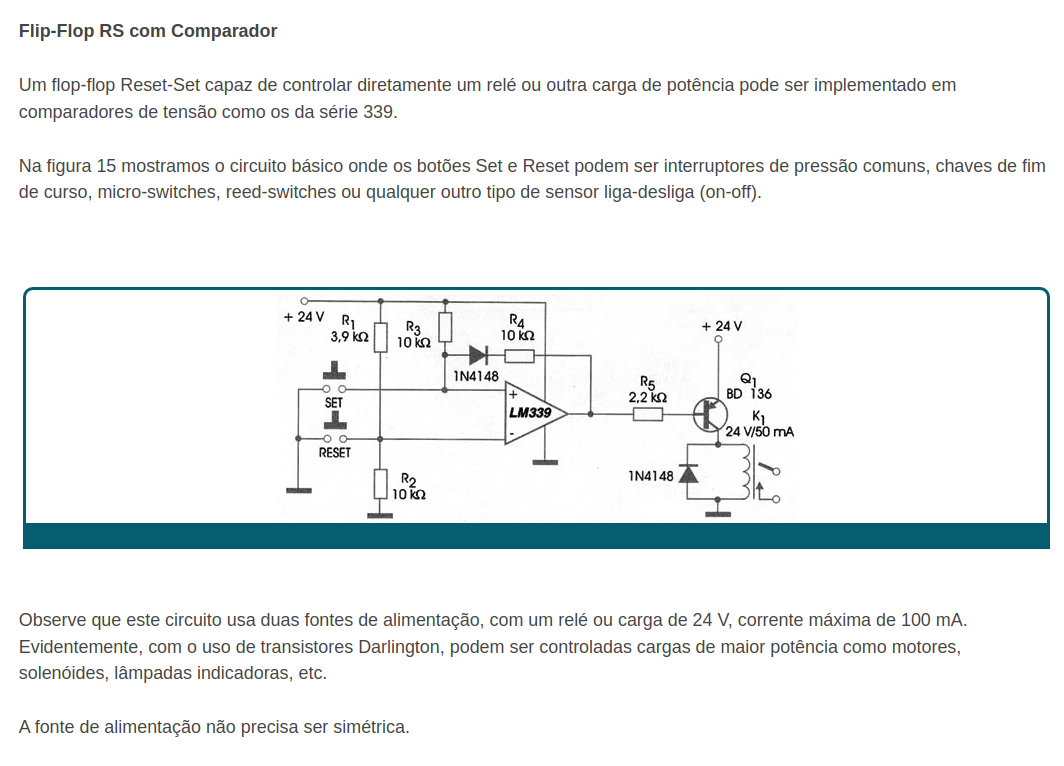 Flip-Flop RS com Comparador
Um flop-flop Reset-Set capaz de controlar diretamente um relé ou outra carga de potência pode ser implementado em
comparadores de tensão como os da série 339.
Na figura 15 mostramos o circuito básico onde os botões Set e Reset podem ser interruptores de pressão comuns, chaves de fim
de curso, micro-switches, reed-switches ou qualquer outro tipo de sensor liga-desliga (on-off).
+ 24 V
R1
3,9 kΩ
R3
10 kΩ
R4
10 kΩ
1N4148
SET
RESET
+
LM339
-
R2
10 kΩ
R5
2,2 kΩ
+ 24 V
Q1
BD 136
K1
24 V/50 mA
1N4148
Observe que este circuito usa duas fontes de alimentação, com um relé ou carga de 24 V, corrente máxima de 100 mA.
Evidentemente, com o uso de transistores Darlington, podem ser controladas cargas de maior potência como motores,
solenóides, lâmpadas indicadoras, etc.
A fonte de alimentação não precisa ser simétrica.